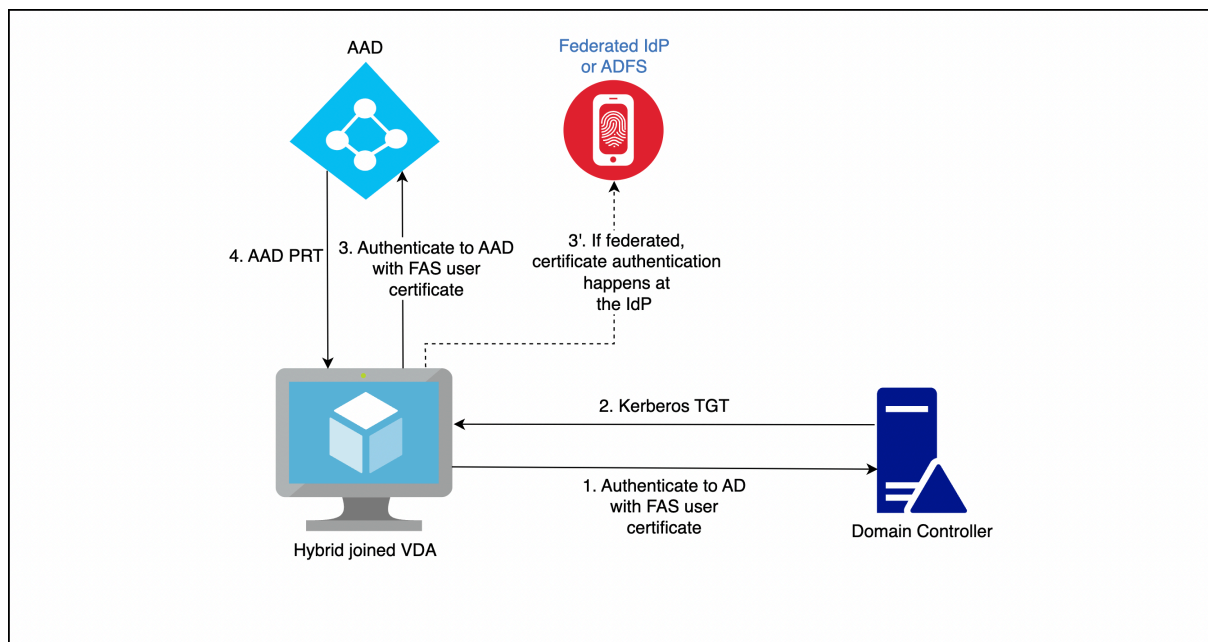 AAD
Federated IdP
or ADFS
4. AAD PRT
3. Authenticate to AAD
with FAS user
certificate
3'. If federated,
certificate authentication
happens at
the IdP
2. Kerberos TGT
1. Authenticate to AD
with FAS user
certificate
Hybrid joined VDA
Domain Controller